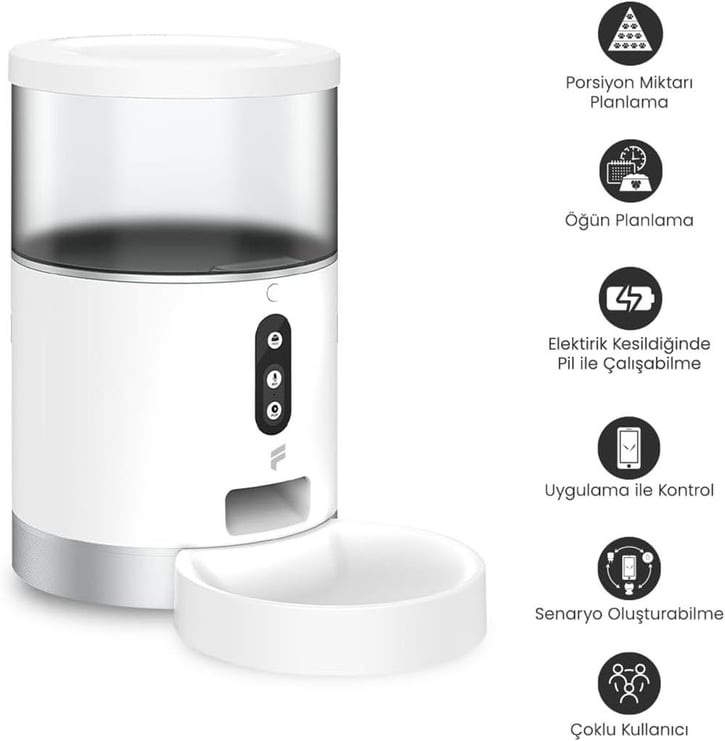 Porsiyon Miktarı
Planlama
Öğün Planlama
Elektirik Kesildiğinde
Pil ile Çalışabilme
Uygulama ile Kontrol
Senaryo Oluşturabilme
Çoklu Kullanıcı